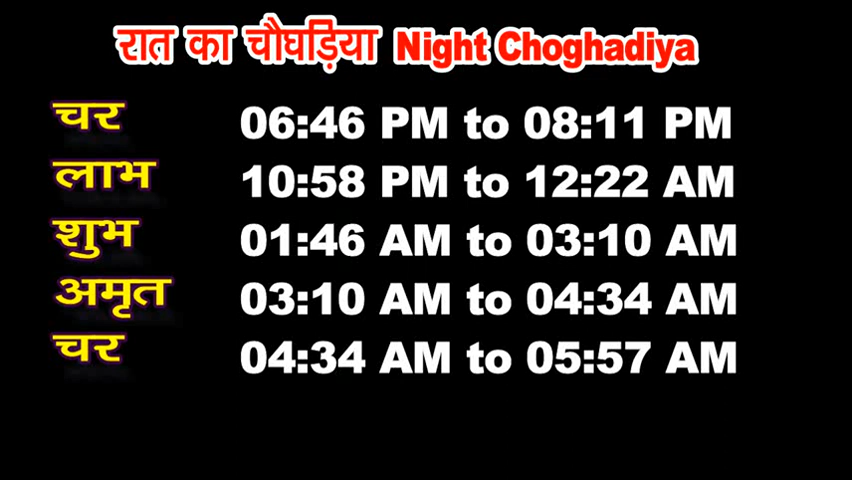 रात का चौघड़िया Night Choghadiya
चर 06:46 PM to 08:11 PM
लाभ 10:58 PM to 12:22 AM
शुभ 01:46 AM to 03:10 AM
अमृत 03:10 AM to 04:34 AM
चर 04:34 AM to 05:57 AM